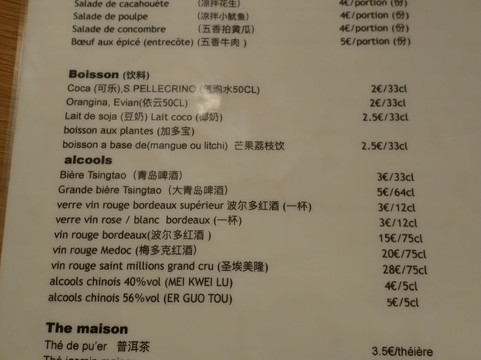 Salade de cacahouète (凉拌花生) 4€/portion (份)
Salade de poulpe (凉拌小鱿鱼) 4€/portion (份)
Salade de concombre (五香拍黄瓜) 4€/portion (份)
Bœuf aux épicé (entrecôte) (五香牛肉 ) 5€/portion (份)
Boisson (饮料)
Coca (可乐),S PELLEGRINO 水50CL) 2€/33cl
Orangina, Evian(依云50CL) 2€/33cl
Lait de soja (豆奶) Lait coco (椰奶) 2.5€/33cl
boisson aux plantes (加多宝)
boisson a base de(mangue ou litchi) 芒果荔枝饮 2.5€/33cl
alcools
Bière Tsingtao (青岛啤酒) 3€/33cl
Grande bière Tsingtao (大青岛啤酒) 5€/64cl
verre vin rouge bordeaux supérieur 波尔多红酒 (一杯) 3€/12cl
verre vin rose / blanc bordeaux (一杯) 3€/12cl
vin rouge bordeaux(波尔多红酒 ) 15€/75cl
vin rouge Medoc (梅多克红酒) 20€/75cl
vin rouge saint millions grand cru (圣埃美隆) 28€/75cl
alcools chinois 40%vol (MEI KWEI LU) 4€/5cl
alcools chinois 56%vol (ER GUO TOU) 5€/5cl
The maison
Thé de pu'er 普洱茶 3.5€/théière